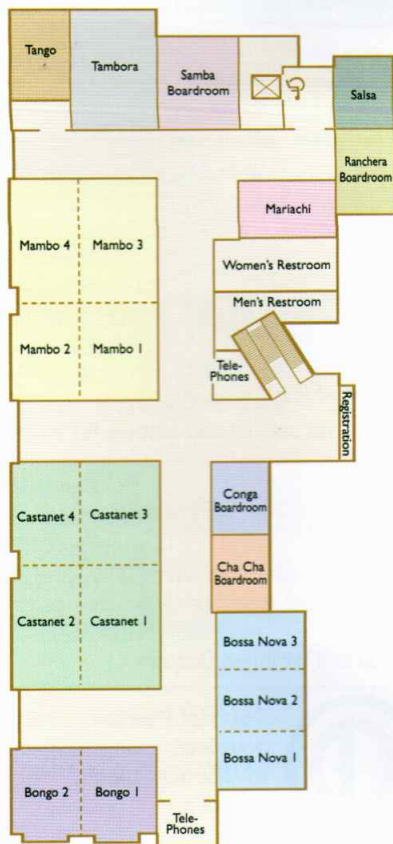 Tango
Tambora
Samba
Boardroom
Salsa
Ranchera
Boardroom
Mariachi
Mambo 4
Mambo 3
Women's Restroom
Men's Restroom
Mambo 2
Mambo 1
Tele-
Phones
Registration
Conga
Boardroom
Castanet 4
Castanet 3
Cha Cha
Boardroom
Castanet 2
Castanet 1
Bossa Nova 3
Bossa Nova 2
Bossa Nova 1
Bongo 2
Bongo 1
Tele-
Phones